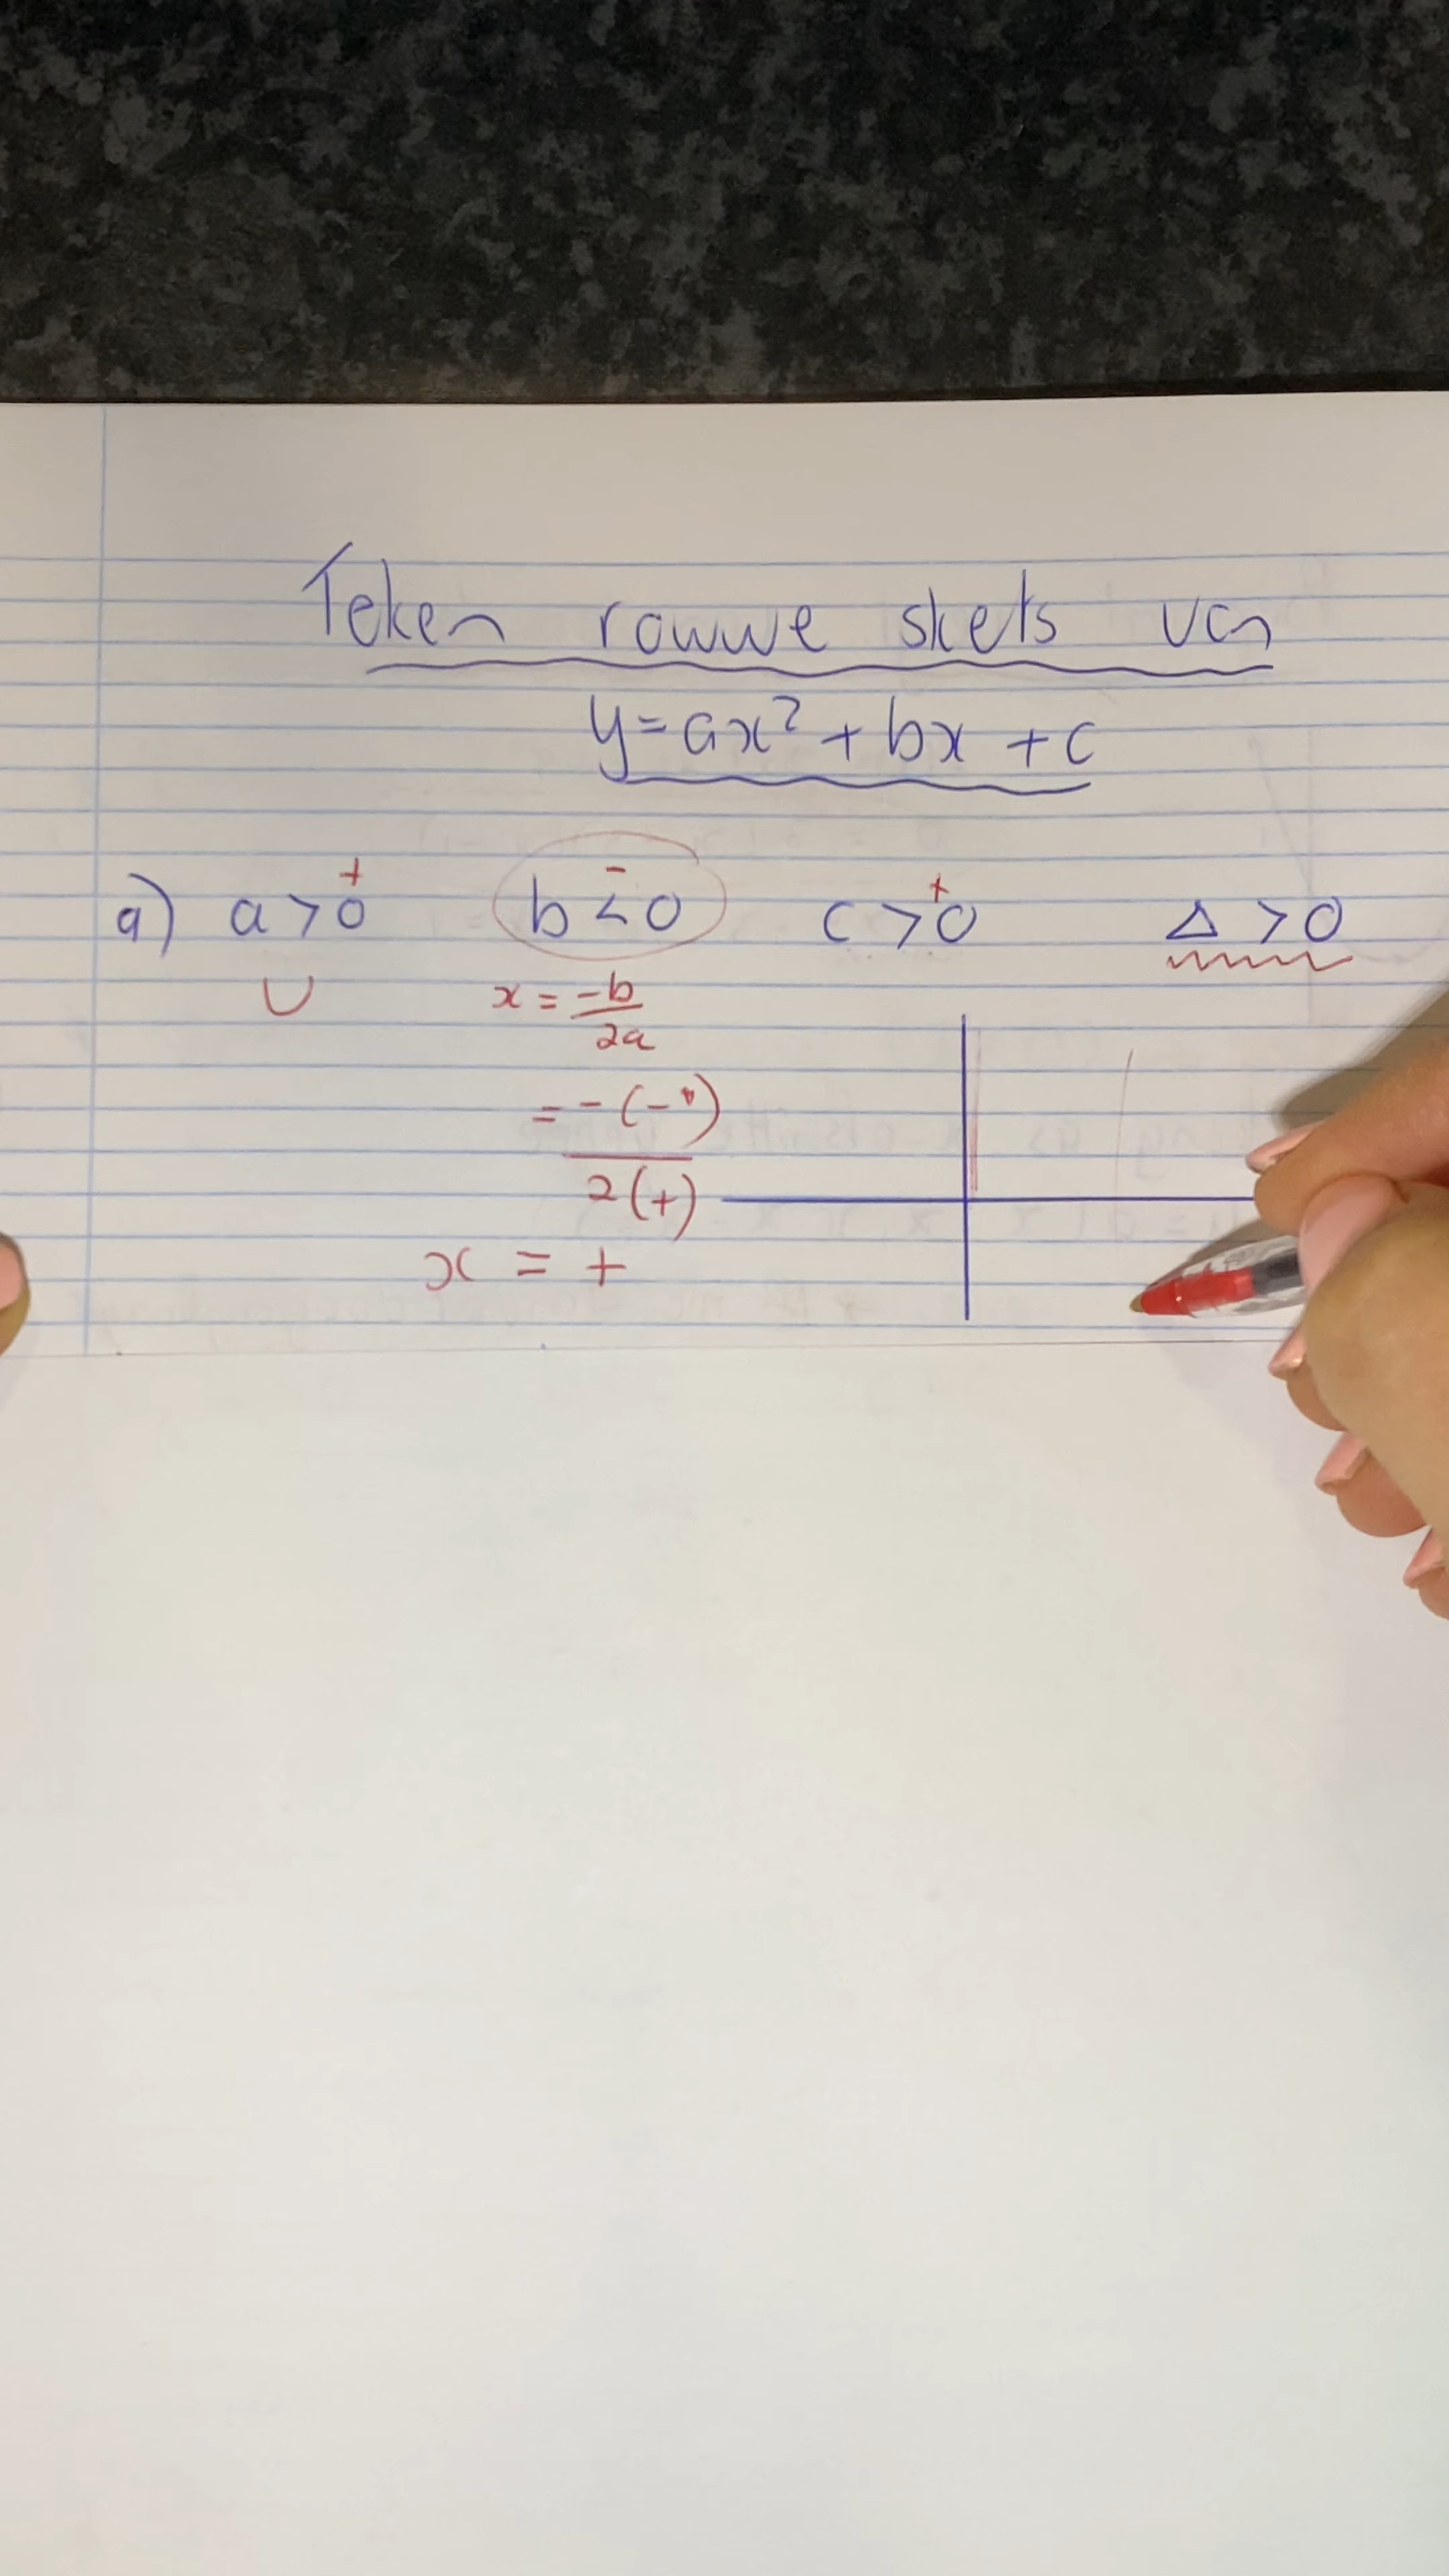 Teken rowwe skets van
y=ax²+bx+c
a) a>0 b<0 c>0 Δ>0
+ - +
∪ x = -b/2a
= -(-)/2(+)
x = +